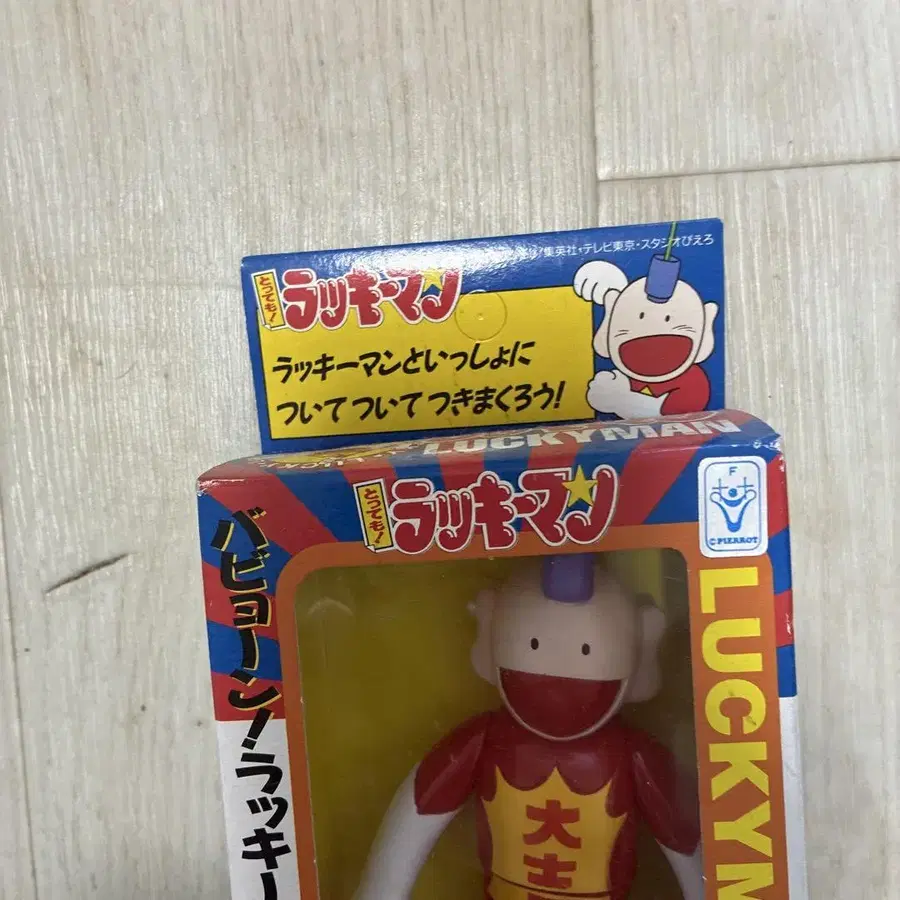 集英社・テレビ東京・スタジオぴえろ
とっても!
ラッキーマン
ラッキーマンといっしょに
ついてついてつきまくろう!
LUCKYMAN
とっても!
ラッキーマン
F
©PIERROT
バビョーン!ラッキー
LUCKYM
大吉